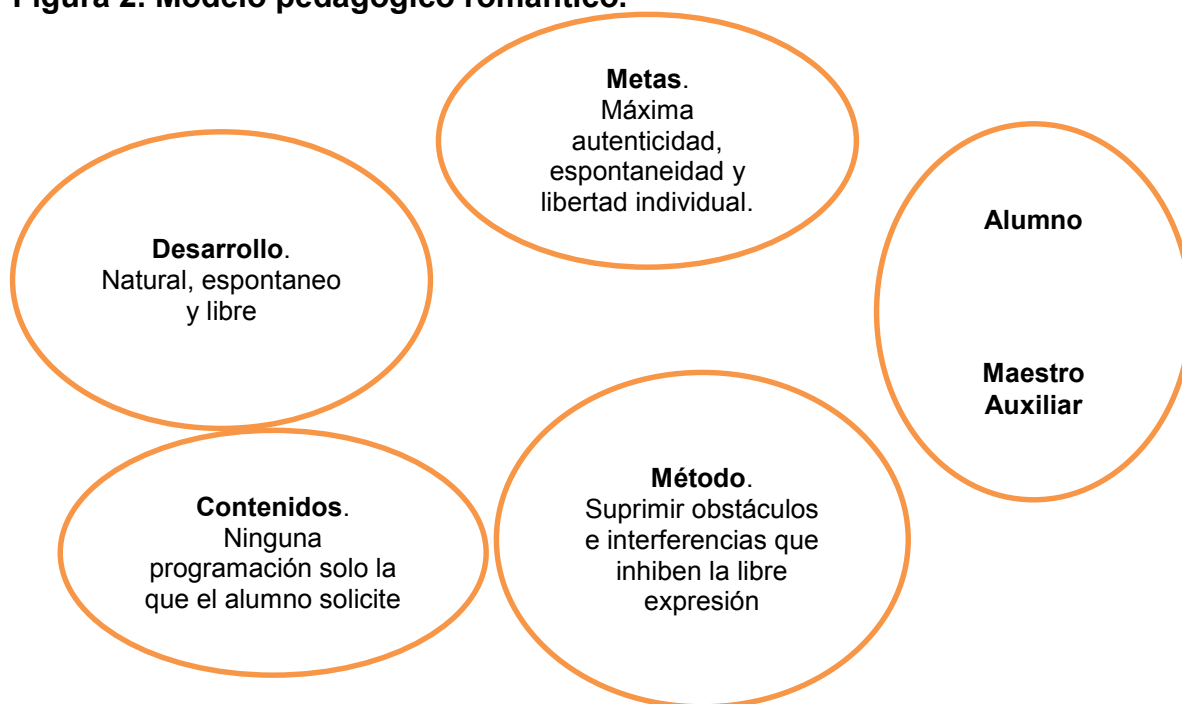 Figura 2. Modelo pedagógico romántico.
Metas.
Máxima
autenticidad,
espontaneidad y
libertad individual.
Desarrollo.
Natural, espontaneo
y libre
Alumno
Maestro
Auxiliar
Contenidos.
Ninguna
programación solo la
que el alumno solicite
Método.
Suprimir obstáculos
e interferencias que
inhiben la libre
expresión